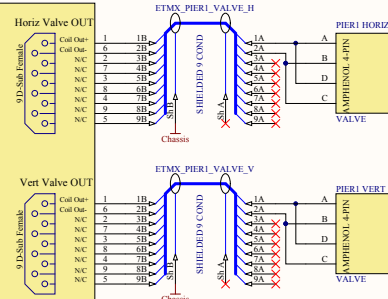 ETMX_PIER1_VALVE_H
Horiz Valve OUT
PIER1 HORIZ
9 D-Sub Female
Coil Out+ 1 1B 1A A
Coil Out- 6 2B 2A
N/C 2 3B 3A B
N/C 7 4B 4A
N/C 3 5B 5A D
N/C 8 6B 6A
N/C 4 7B 7A C
N/C 9 8B 8A
N/C 5 9B 9A
SHIELDED 9 COND
Sh B
Sh A
AMPHENOL 4-PIN
VALVE
Chassis
ETMX_PIER1_VALVE_V
Vert Valve OUT
PIER1 VERT
9 D-Sub Female
Coil Out+ 1 1B 1A A
Coil Out- 6 2B 2A
N/C 2 3B 3A B
N/C 7 4B 4A
N/C 3 5B 5A D
N/C 8 6B 6A
N/C 4 7B 7A C
N/C 9 8B 8A
N/C 5 9B 9A
SHIELDED 9 COND
Sh B
Sh A
AMPHENOL 4-PIN
VALVE
Chassis